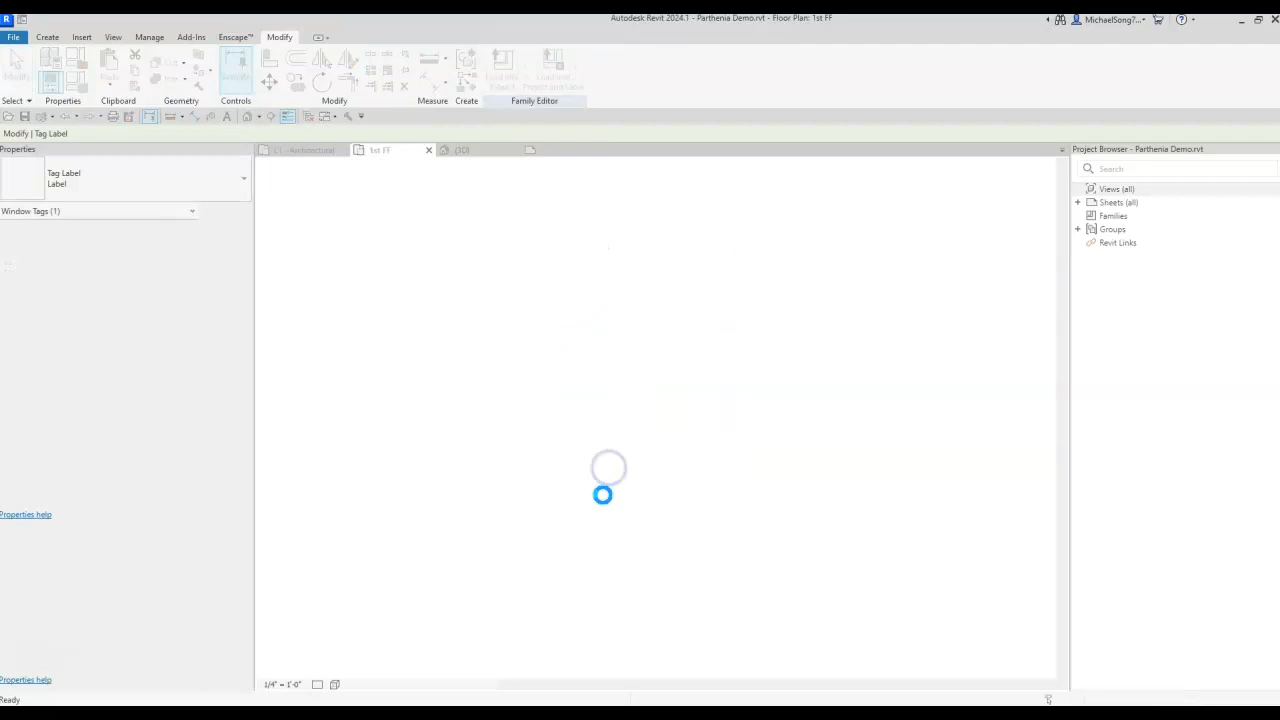 Autodesk Revit 2024.1 - Parthenia Demo.rvt - Floor Plan: 1st FF
MichaelSong?...
File Create Insert View Manage Add-Ins Enscape™ Modify
Modify
Select Properties Clipboard Geometry Controls Modify Measure Create Family Editor
Modify | Tag Label
Properties
1st FF
{3D}
Project Browser - Parthenia Demo.rvt
Tag Label
Label
Window Tags (1)
Search
Views (all)
Sheets (all)
Families
Groups
Revit Links
Properties help
Properties help
1/4" = 1'-0"
Ready